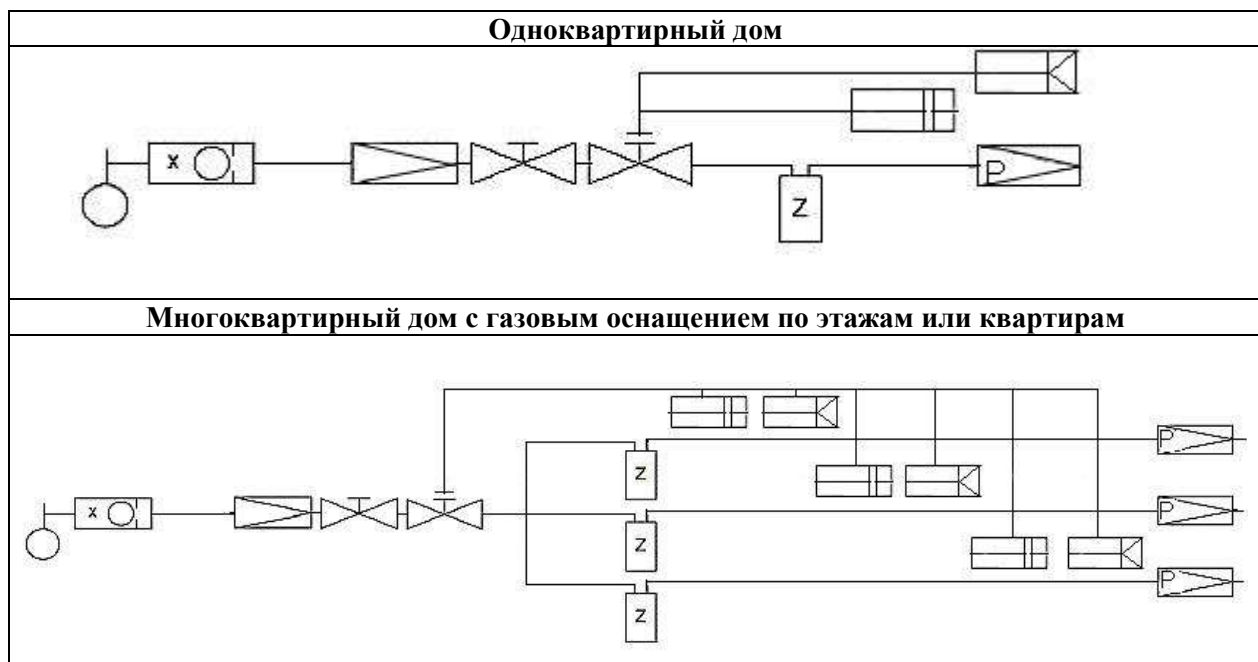 Одноквартирный дом
P
x
Z
Многоквартирный дом с газовым оснащением по этажам или квартирам
P
Z
x
P
Z
P
Z